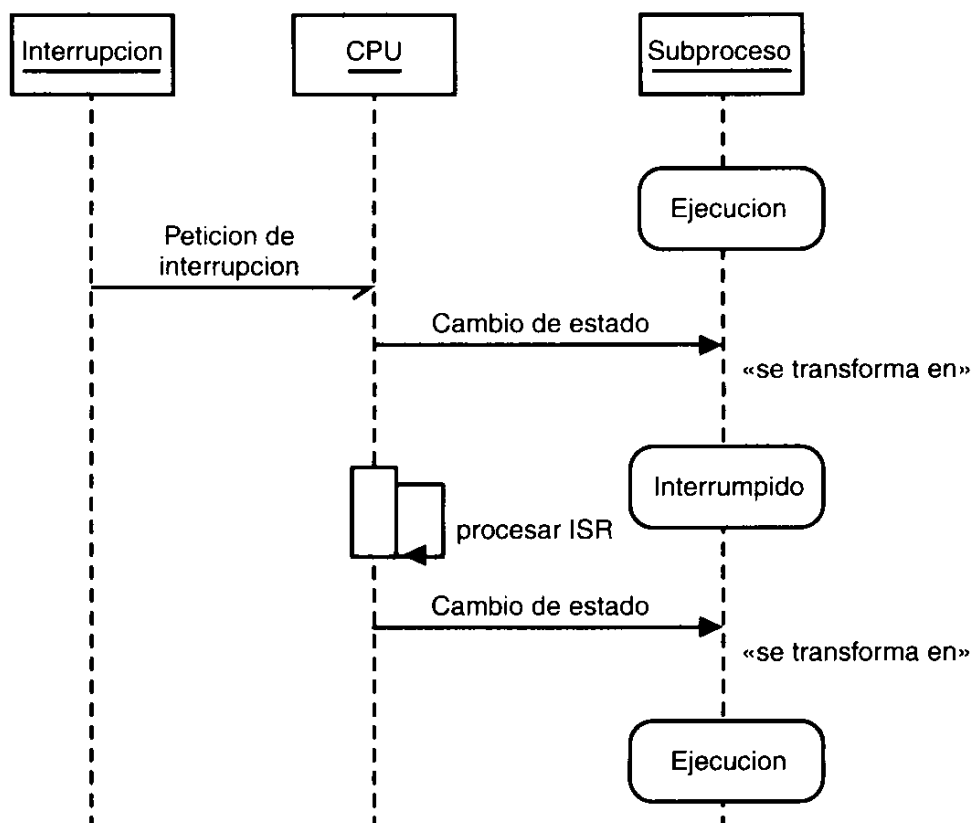 Interrupcion
CPU
Subproceso
Ejecucion
Peticion de
interrupcion
Cambio de estado
«se transforma en»
Interrumpido
procesar ISR
Cambio de estado
«se transforma en»
Ejecucion